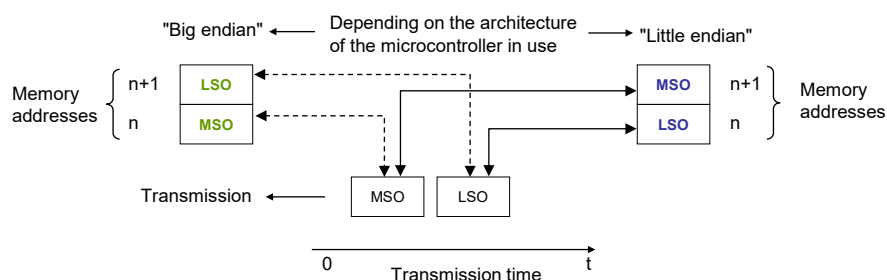 "Big endian"
Depending on the architecture
of the microcontroller in use
"Little endian"
Memory
addresses
n+1
n
LSO
MSO
MSO
LSO
n+1
n
Memory
addresses
Transmission
MSO
LSO
0
t
Transmission time